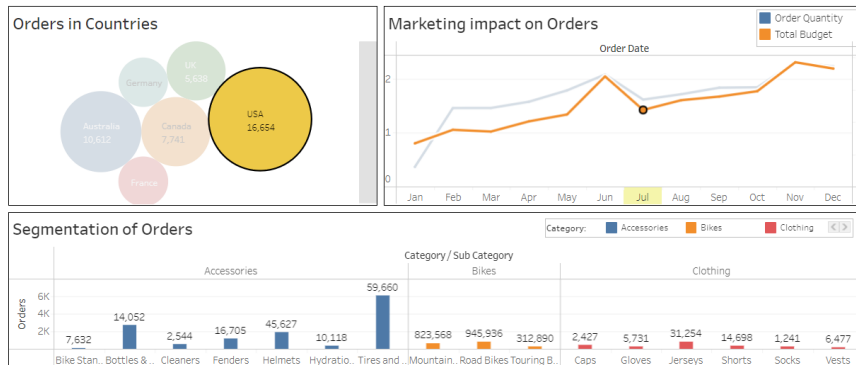 Orders in Countries
UK
5,638
Germany
USA
16,654
Australia
10,612
Canada
7,741
France
Marketing impact on Orders
Order Quantity
Total Budget
Order Date
2
1
0
Jan Feb Mar Apr May Jun Jul Aug Sep Oct Nov Dec
Segmentation of Orders
Category: Accessories Bikes Clothing
Category / Sub Category
Accessories Bikes Clothing
Orders
6K
4K
2K
7,632 14,052 2,544 16,705 45,627 10,118 59,660 823,568 945,936 312,890 2,427 5,731 31,254 14,698 1,241 6,477
Bike Stan.. Bottles & .. Cleaners Fenders Helmets Hydratio.. Tires and .. Mountain.. Road Bikes Touring B.. Caps Gloves Jerseys Shorts Socks Vests